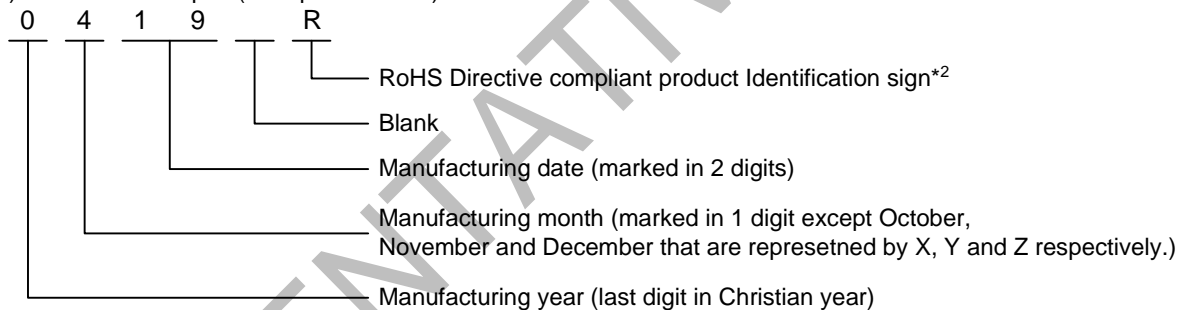 0 4 1 9 R
RoHS Directive compliant product Identification sign*2
Blank
Manufacturing date (marked in 2 digits)
Manufacturing month (marked in 1 digit except October,
November and December that are represetned by X, Y and Z respectively.)
Manufacturing year (last digit in Christian year)